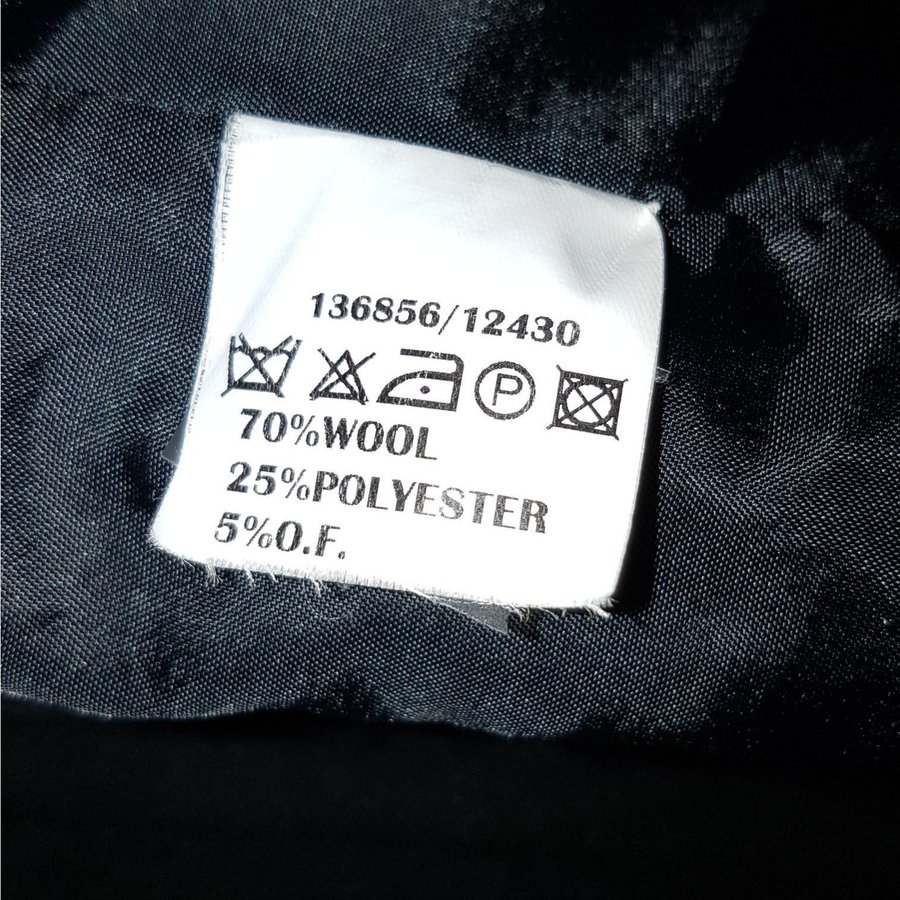 136856/12430
P
70%WOOL
25%POLYESTER
5%O.F.